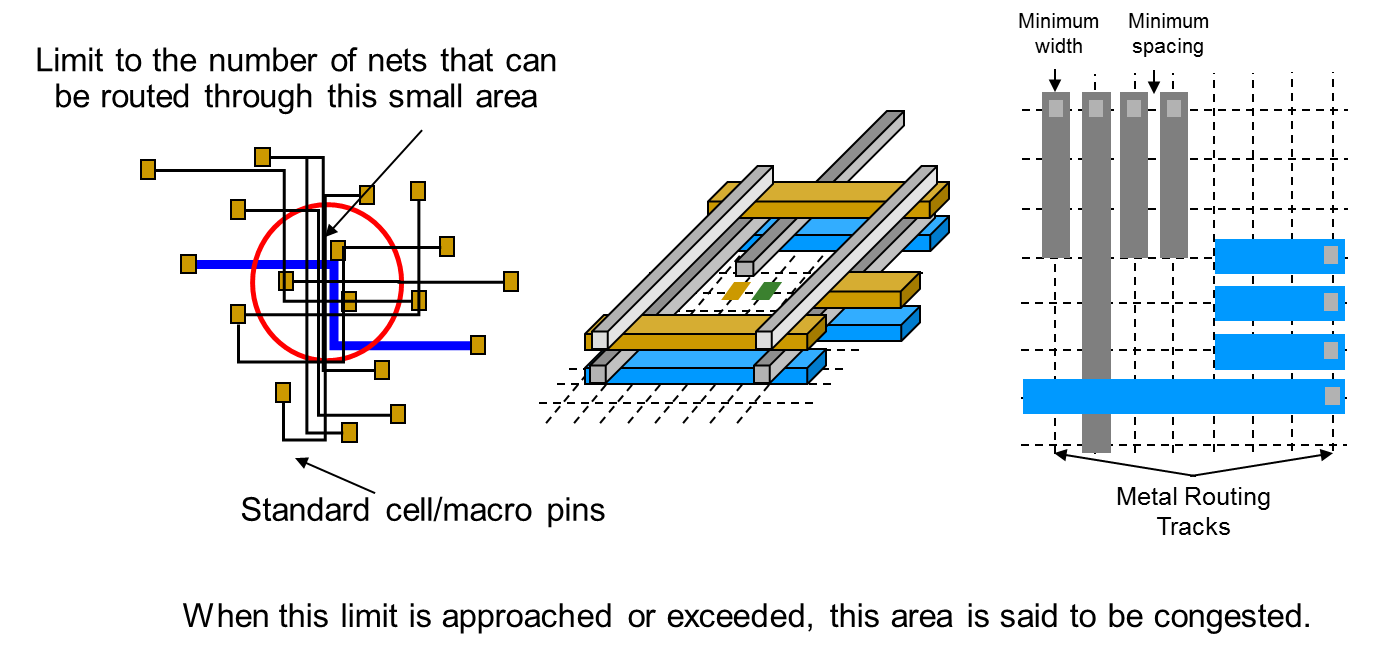 Limit to the number of nets that can
be routed through this small area
Minimum
width
Minimum
spacing
Standard cell/macro pins
Metal Routing
Tracks
When this limit is approached or exceeded, this area is said to be congested.